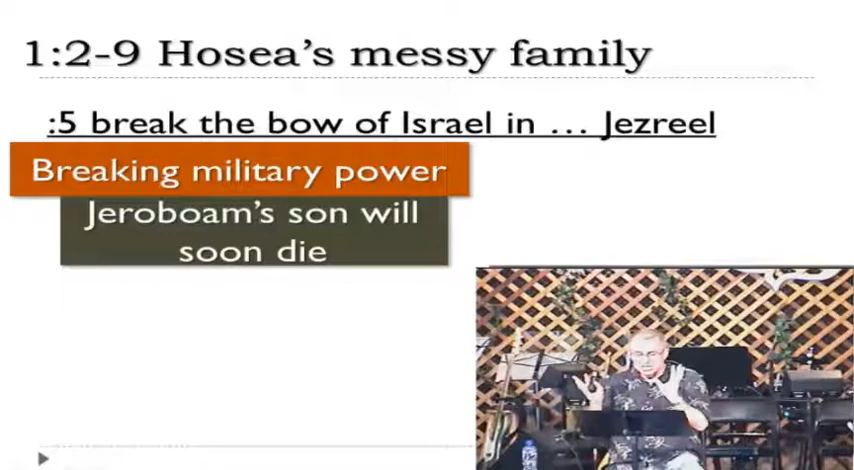 1:2-9 Hosea's messy family
:5 break the bow of Israel in ... Jezreel
Breaking military power
Jeroboam's son will
soon die